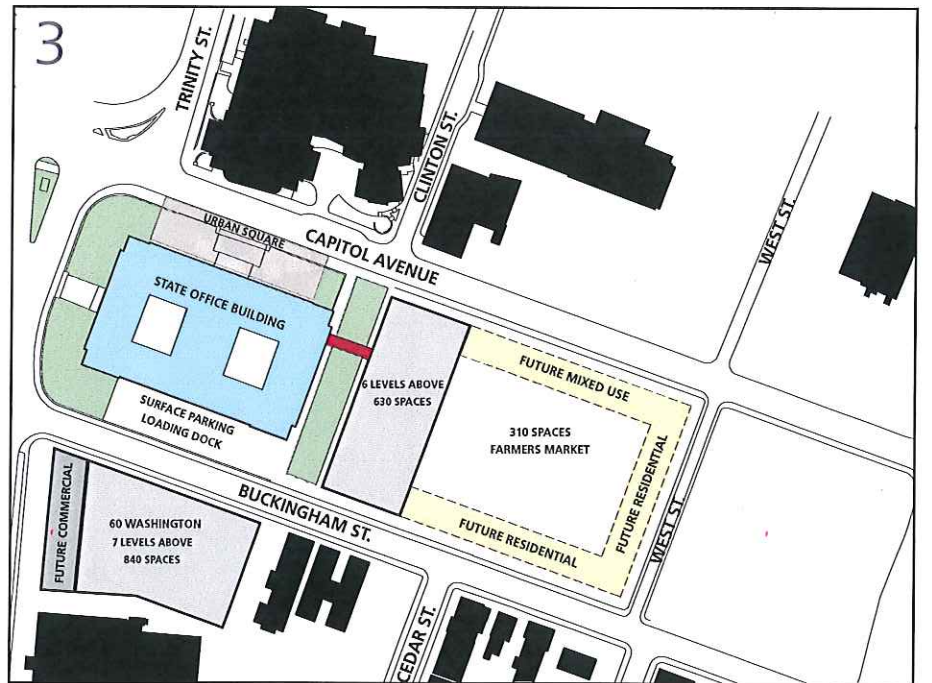 3
TRINITY ST.
CLINTON ST.
WEST ST.
URBAN SQUARE
CAPITOL AVENUE
STATE OFFICE BUILDING
SURFACE PARKING
LOADING DOCK
6 LEVELS ABOVE
630 SPACES
FUTURE MIXED USE
310 SPACES
FARMERS MARKET
FUTURE RESIDENTIAL
FUTURE RESIDENTIAL
WEST ST.
BUCKINGHAM ST.
FUTURE COMMERCIAL
60 WASHINGTON
7 LEVELS ABOVE
840 SPACES
CEDAR ST.